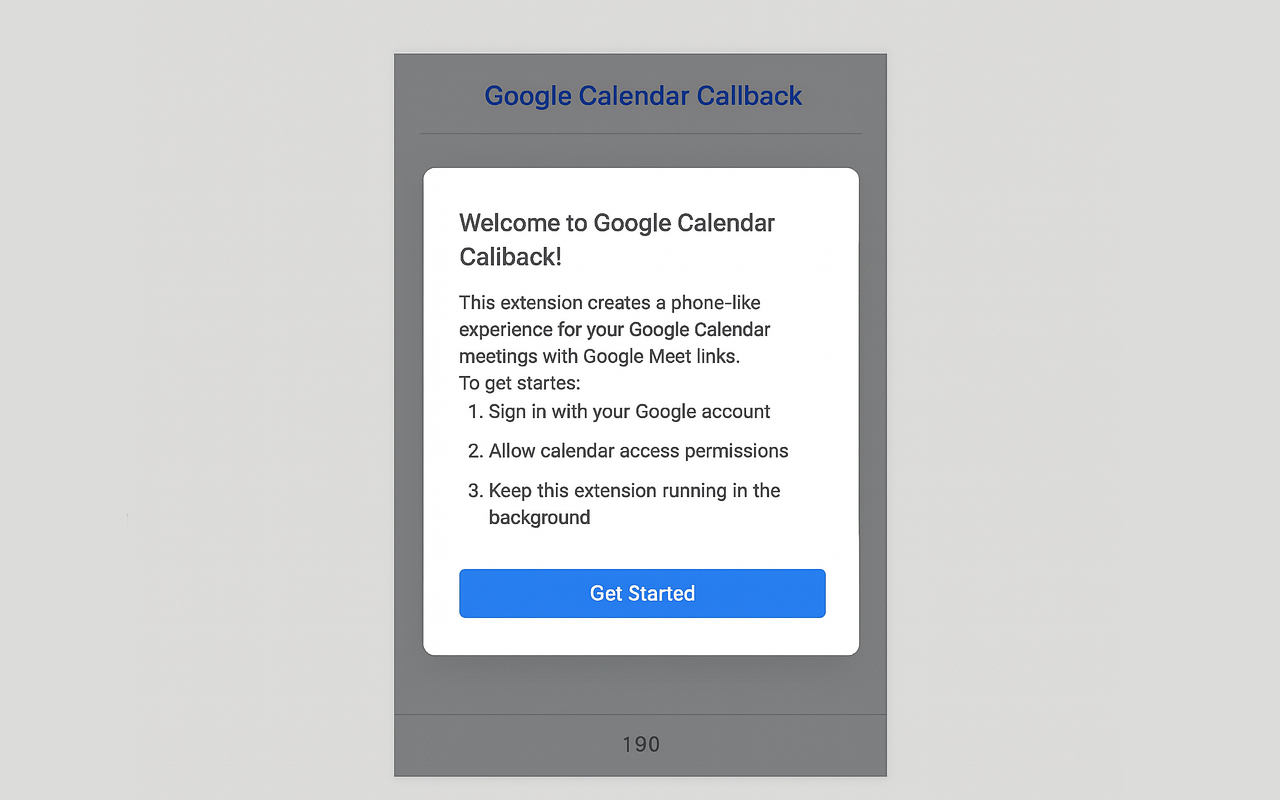 Google Calendar Callback
Welcome to Google Calendar
Caliback!
This extension creates a phone-like
experience for your Google Calendar
meetings with Google Meet links.
To get startes:
1. Sign in with your Google account
2. Allow calendar access permissions
3. Keep this extension running in the
background
Get Started
190